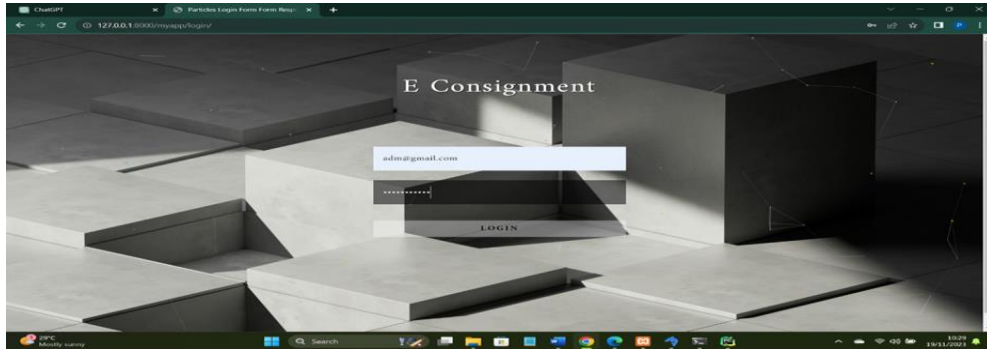 ChatGPT
Particles Login Form Form Resp
127.0.0.1:8000/myapp/login/
E Consignment
adm@gmail.com
LOGIN
29°C
Mostly sunny
Search
10:29
19/11/2023